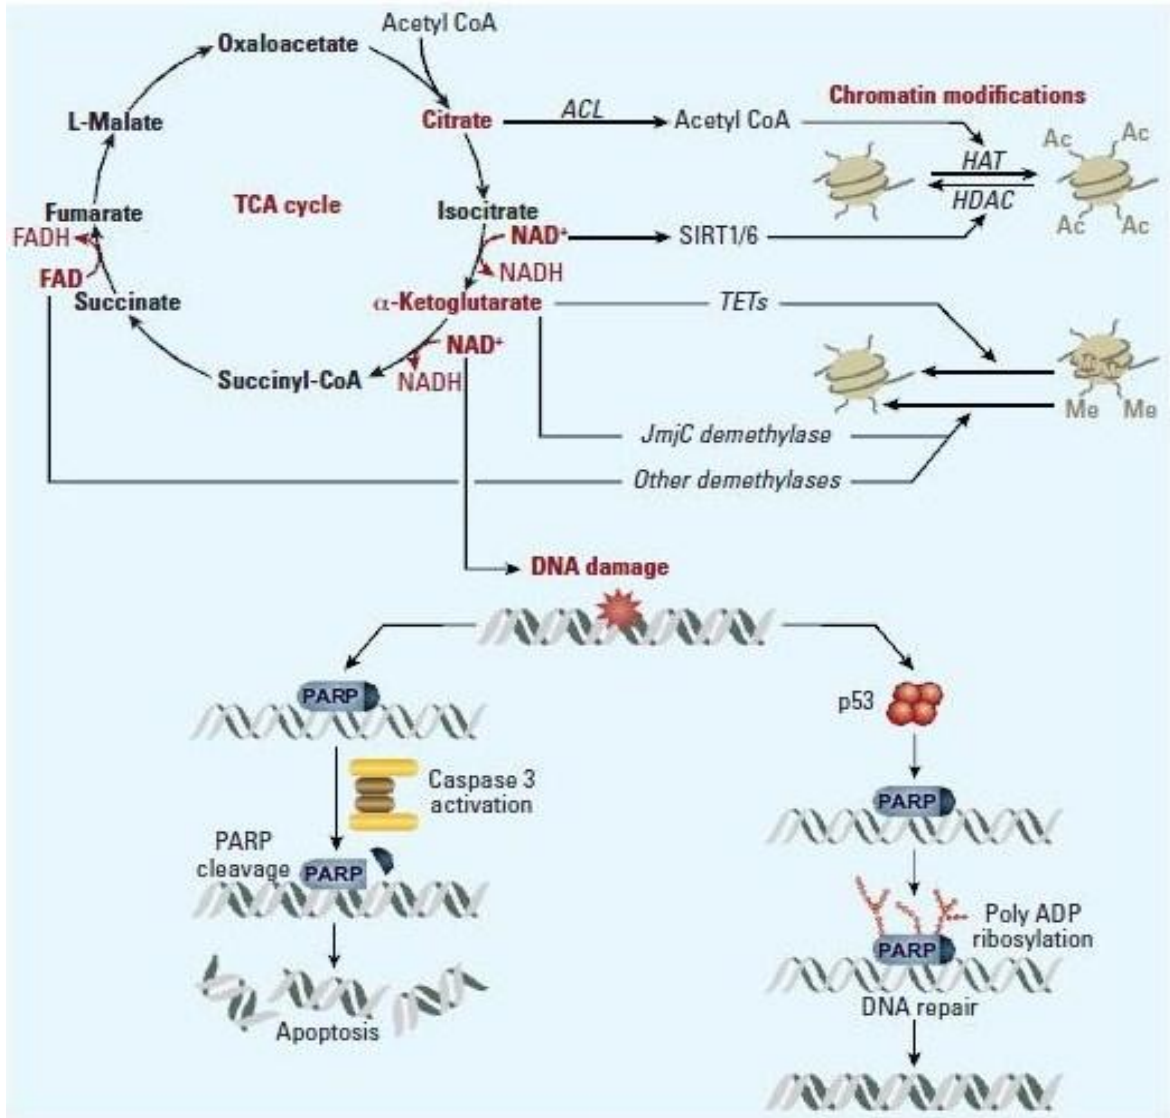 Acetyl CoA
Oxaloacetate
Citrate
ACL
Acetyl CoA
Chromatin modifications
L-Malate
Ac
Ac
HAT
HDAC
Ac
Ac
TCA cycle
Isocitrate
Fumarate
FADH
NAD+
SIRT1/6
NADH
FAD
Succinate
α-Ketoglutarate
TETs
NAD+
NADH
Succinyl-CoA
Me
Me
JmjC demethylase
Other demethylases
DNA damage
PARP
p53
Caspase 3
activation
PARP
PARP
cleavage
PARP
Poly ADP
ribosylation
PARP
DNA repair
Apoptosis